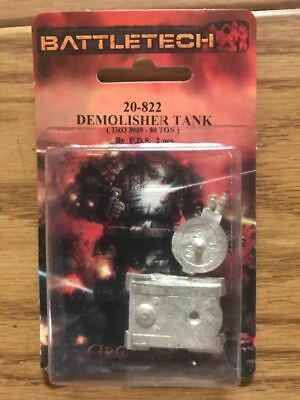 BATTLETECH
20-822
DEMOLISHER TANK
( TRO 3039 - 80 TON )
By P.D.S. 2 pcs